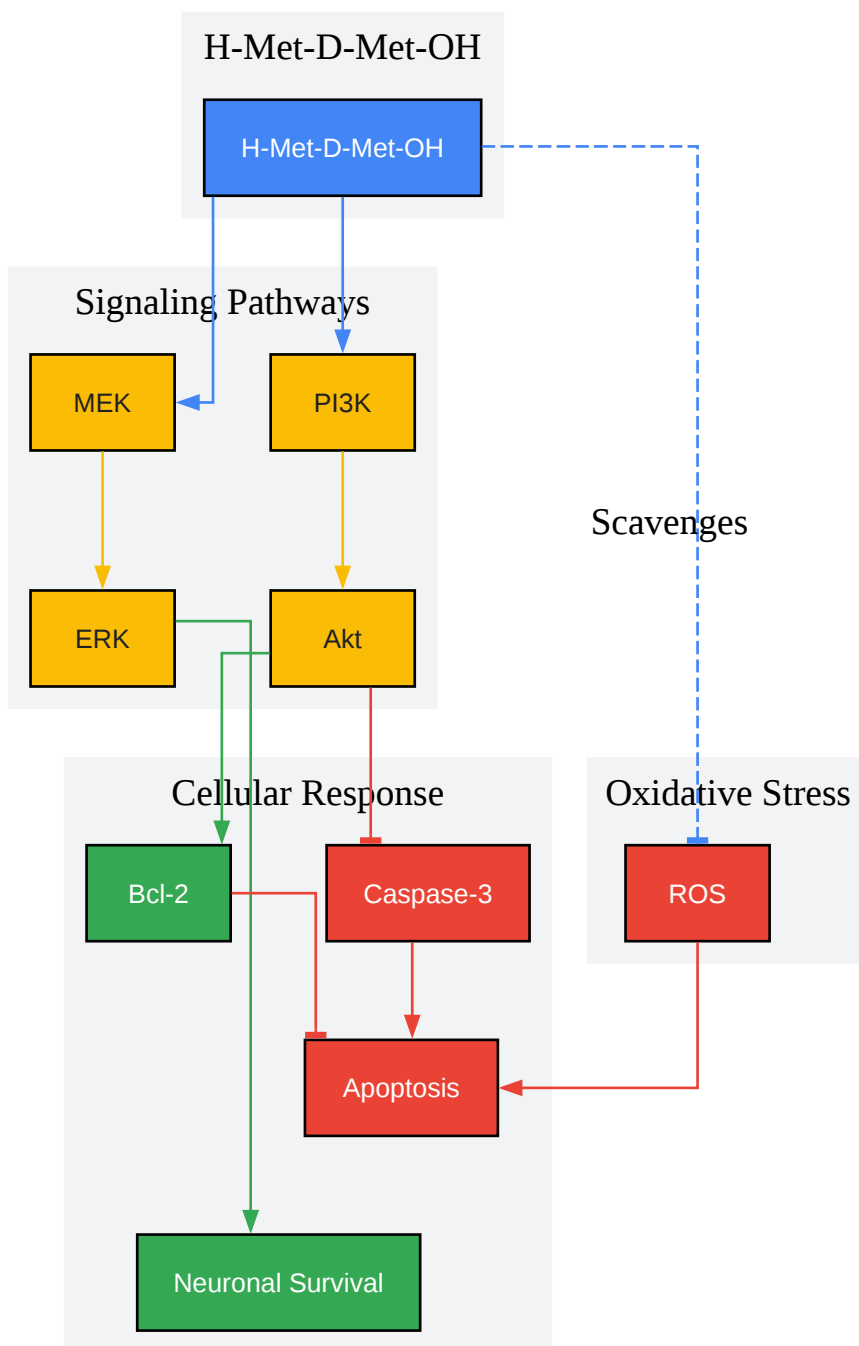 H-Met-D-Met-OH
H-Met-D-Met-OH
Signaling Pathways
MEK
PI3K
Scavenges
ERK
Akt
Cellular Response
Oxidative Stress
Bcl-2
Caspase-3
ROS
Apoptosis
Neuronal Survival